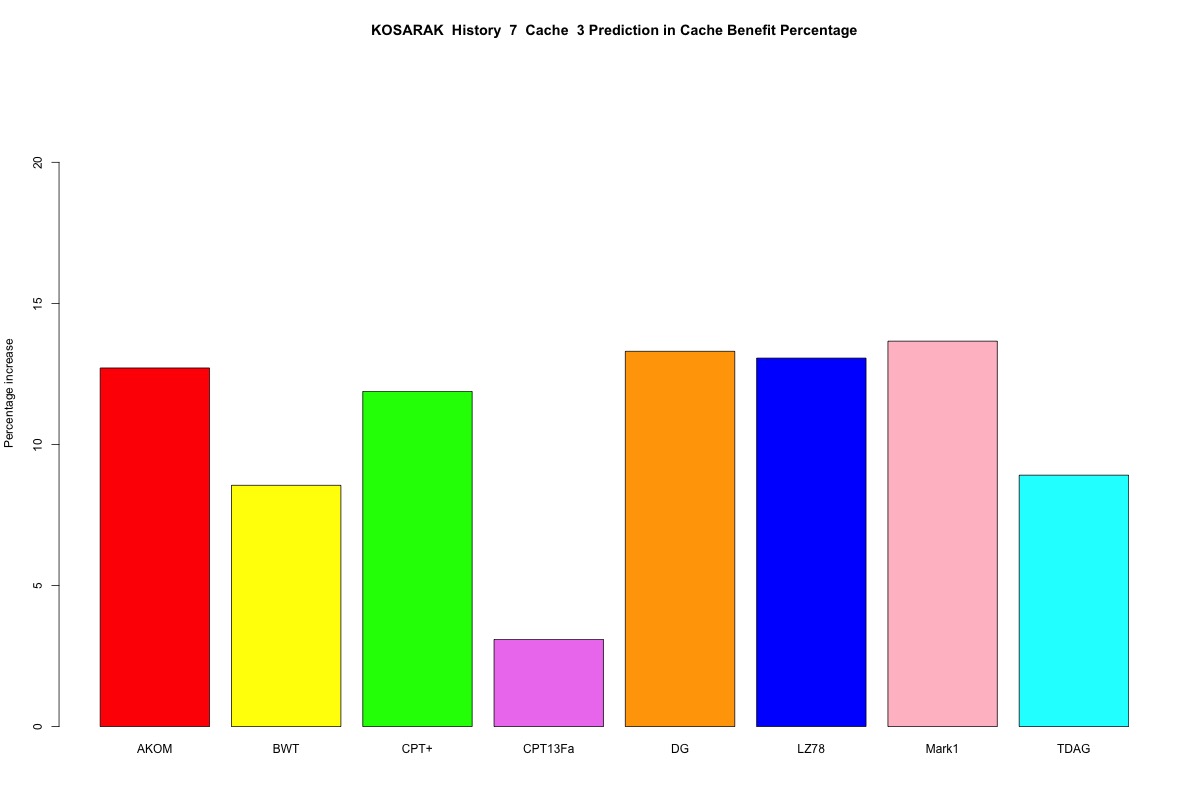 KOSARAK  History  7  Cache  3 Prediction in Cache Benefit Percentage
Percentage increase
20
15
10
5
0
AKOM BWT CPT+ CPT13Fa DG LZ78 Mark1 TDAG